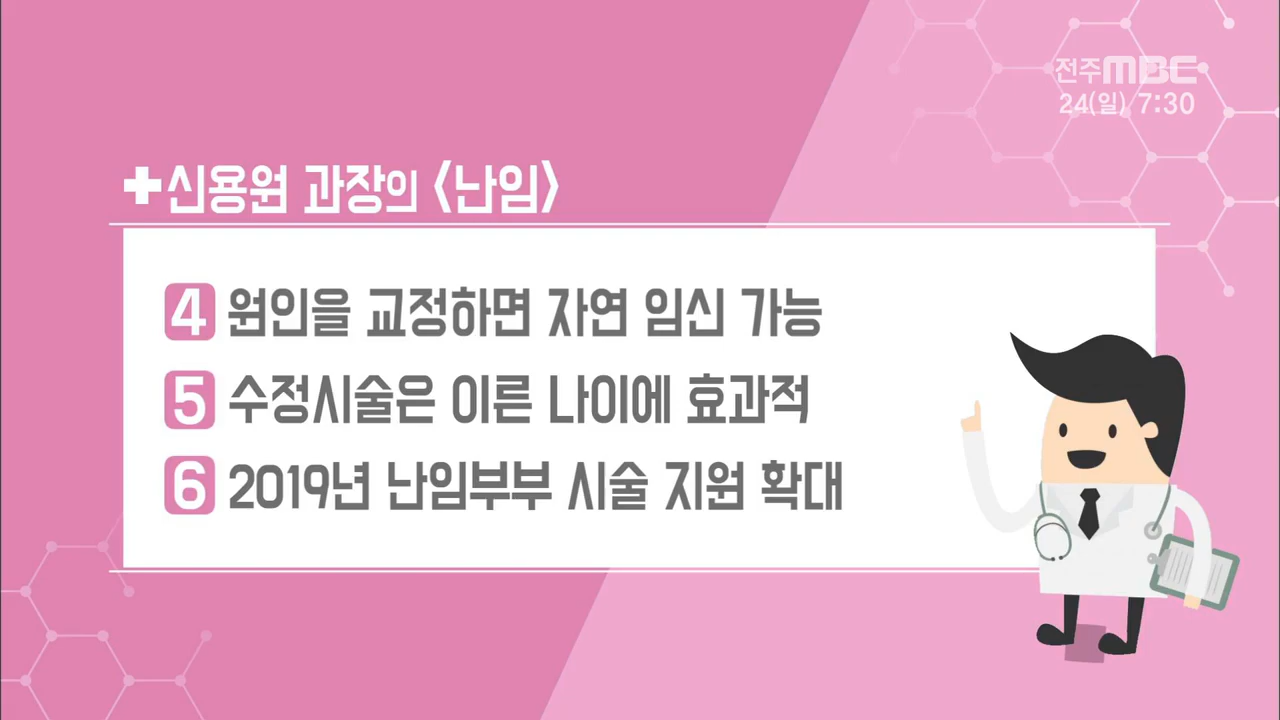 전주MBC
24(일) 7:30
신용원 과장의 〈난임〉
4 원인을 교정하면 자연 임신 가능
5 수정시술은 이른 나이에 효과적
6 2019년 난임부부 시술 지원 확대